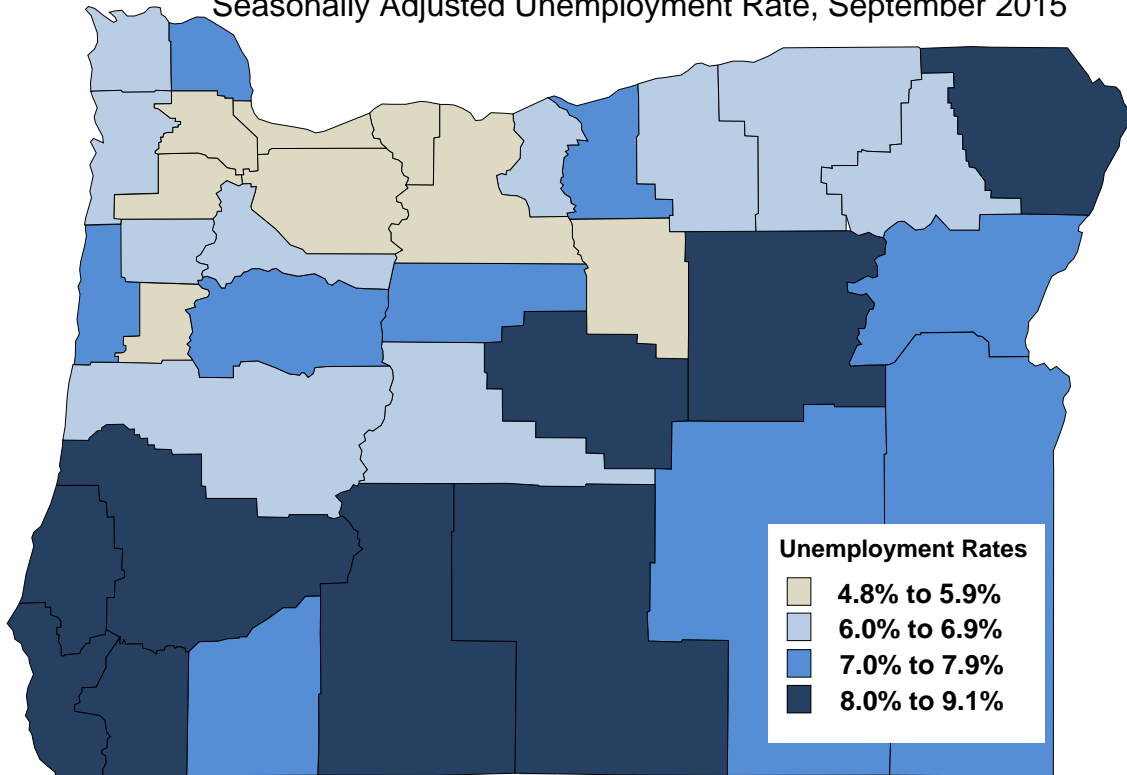 Seasonally Adjusted Unemployment Rate, September 2015
Unemployment Rates
4.8% to 5.9%
6.0% to 6.9%
7.0% to 7.9%
8.0% to 9.1%